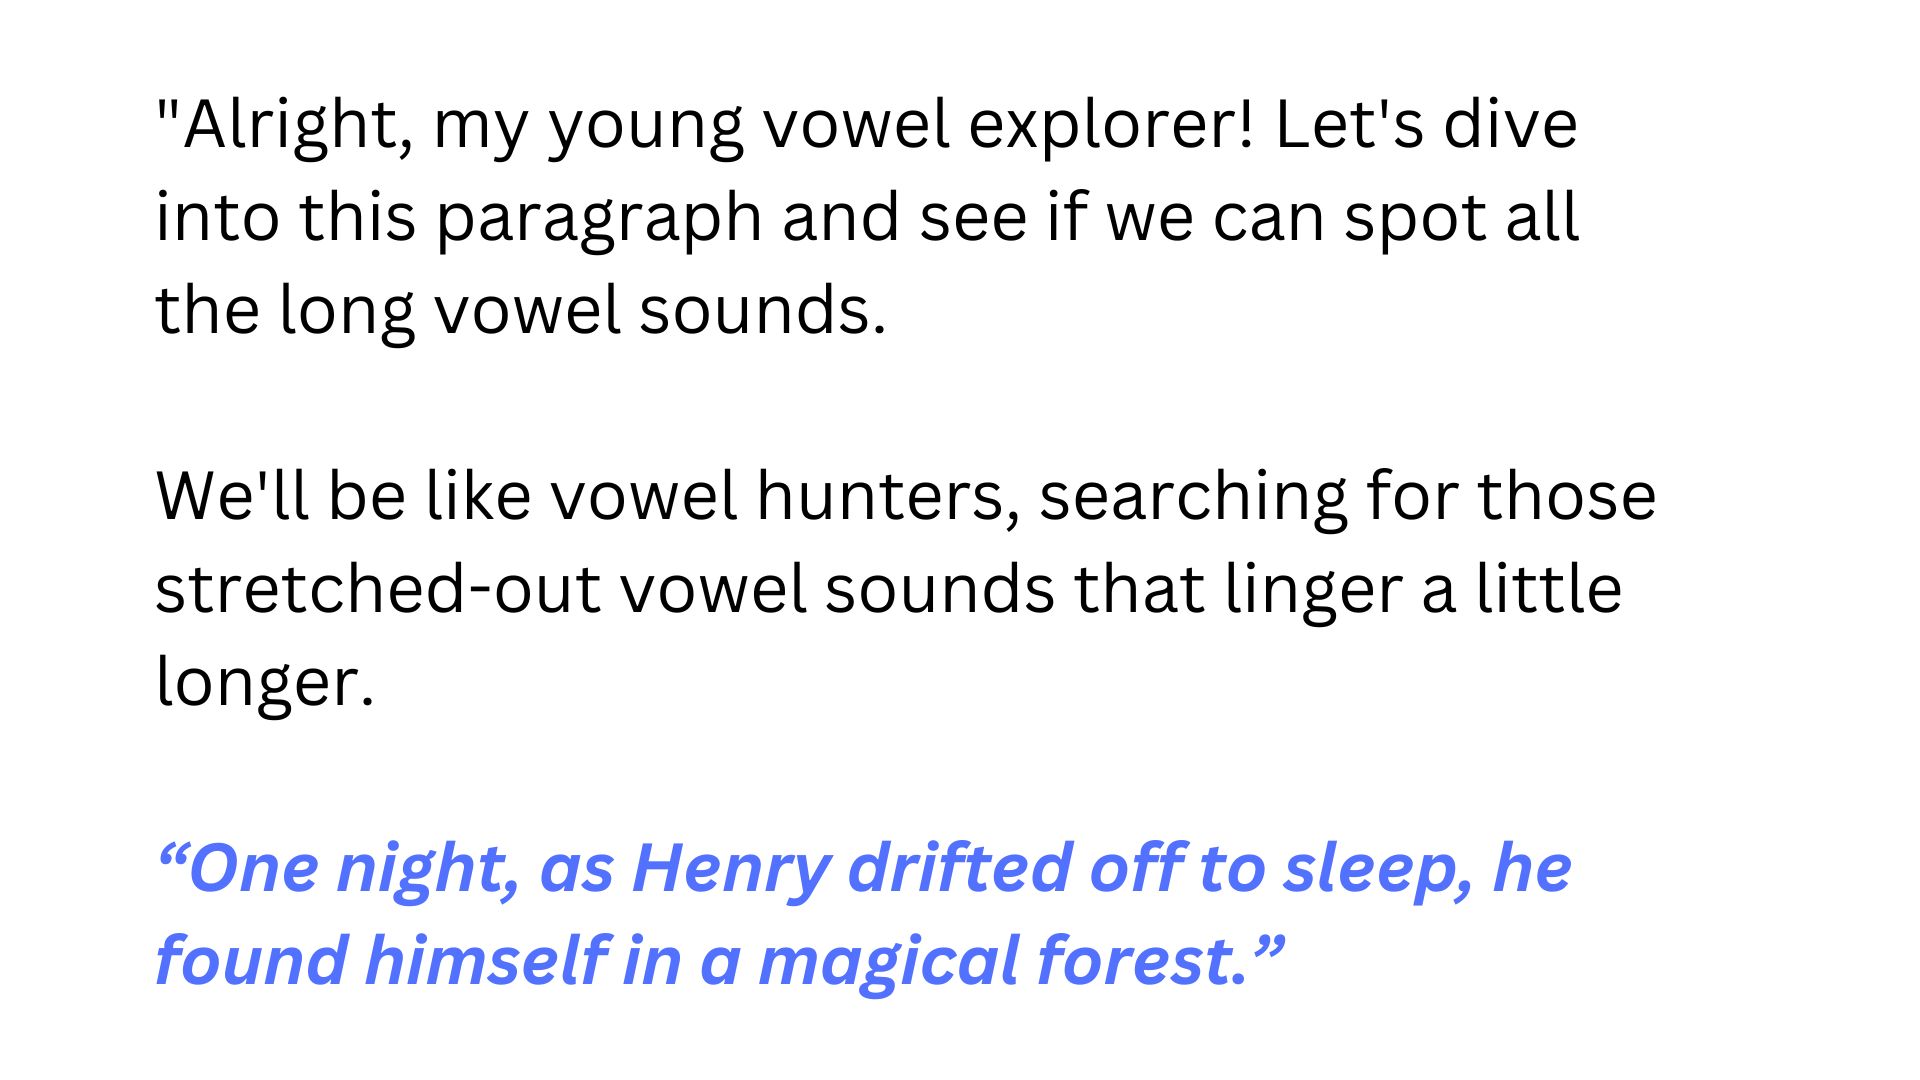 "Alright, my young vowel explorer! Let's dive
into this paragraph and see if we can spot all
the long vowel sounds.
We'll be like vowel hunters, searching for those
stretched-out vowel sounds that linger a little
longer.
“One night, as Henry drifted off to sleep, he
found himself in a magical forest.”